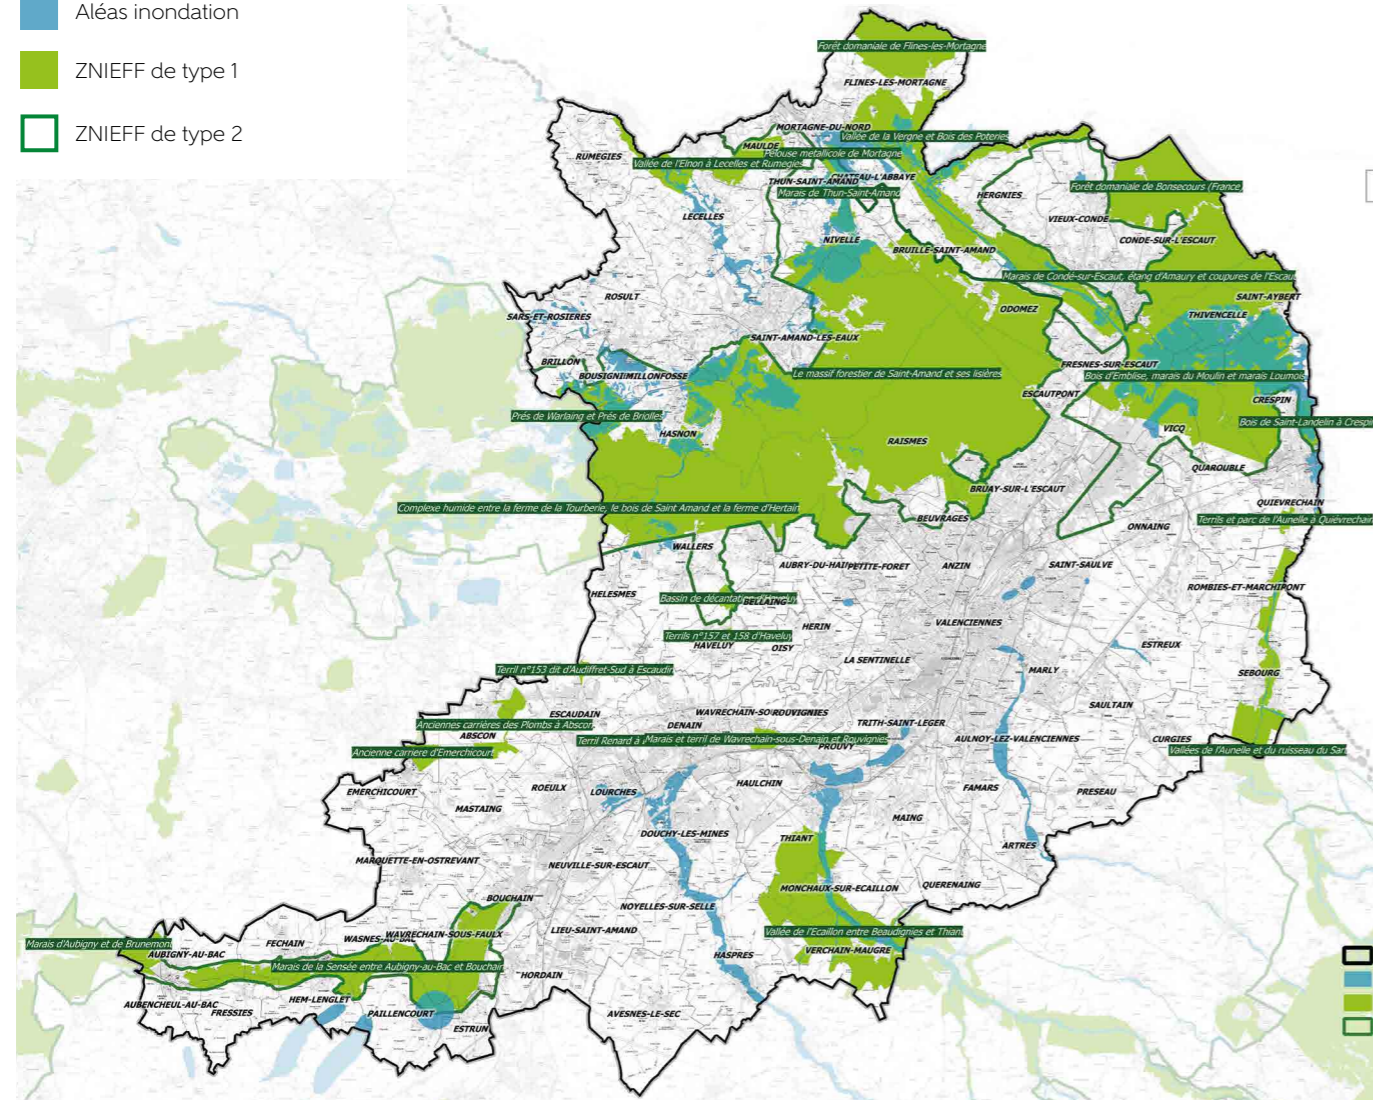 Aléas inondation
ZNIEFF de type 1
ZNIEFF de type 2
Forêt domaniale de Flines-les-Mortagne
FLINES-LES-MORTAGNE
MORTAGNE-DU-NORD
Vallée de la Vergne et Bois des Poteries
MAULDE
Pelouse métallicole de Mortagne
RUMEGIES
Vallée de l'Elnon à Lecelles et Rumegies
THUN-SAINT-AMAND
CHATEAU-L'ABBAYE
Marais de Thun-Saint-Amand
HERGNIES
Forêt domaniale de Bonsecours (France)
LECELLES
VIEUX-CONDE
NIVELLE
CONDE-SUR-L'ESCAUT
BRUILLE-SAINT-AMAND
Marais de Condé-sur-Escaut, étang d'Amaury et coupures de l'Escaut
ROSULT
SAINT-AYBERT
ODOMEZ
THIVENCELLE
SARS-ET-ROSIERES
SAINT-AMAND-LES-EAUX
BRILLON
FRESNES-SUR-ESCAUT
BOUSIGNIES
MILLONFOSSE
Le massif forestier de Saint-Amand et ses lisières
Bois d'Emblise, marais du Moulin et marais Loumois
ESCAUTPONT
CRESPIN
Prés de Warlaing et Prés de Briolles
Bois de Saint-Landelin à Crespin
HASNON
VICQ
RAISMES
QUAROUBLE
BRUAY-SUR-L'ESCAUT
QUIEVRECHAIN
Complexe humide entre la ferme de la Tourberie, le bois de Saint Amand et la ferme d'Hertain
BEUVRAGES
Terrils et parc de l'Aunelle à Quiévrechain
ONNAING
WALLERS
AUBRY-DU-HAINAUT
PETITE-FORET
ANZIN
SAINT-SAULVE
ROMBIES-ET-MARCHIPONT
HELESMES
Bassin de décantation d'Haveluy
BELLAING
HERIN
VALENCIENNES
Terrils n°157 et 158 d'Haveluy
HAVELUY
OISY
ESTREUX
LA SENTINELLE
Terril n°153 dit d'Audiffret-Sud à Escaudin
MARLY
SEBOURG
SAULTAIN
ESCAUDAIN
WAVRECHAIN-SOUS-DENAIN
ROUVIGNIES
Anciennes carrières des Plombs à Abscon
DENAIN
TRITH-SAINT-LEGER
ABSCON
Terril Renard à
Marais et terril de Wavrechain-sous-Denain et Rouvignies
AULNOY-LEZ-VALENCIENNES
CURGIES
Ancienne carrière d'Emerchicourt
PROUVY
Vallées de l'Aunelle et du ruisseau du Sart
EMERCHICOURT
ROEULX
LOURCHES
HAULCHIN
FAMARS
PRESEAU
MASTAING
MAING
DOUCHY-LES-MINES
THIANT
ARTRES
MARQUETTE-EN-OSTREVANT
NEUVILLE-SUR-ESCAUT
MONCHAUX-SUR-ECAILLON
QUERENAING
BOUCHAIN
NOYELLES-SUR-SELLE
LIEU-SAINT-AMAND
Vallée de l'Ecaillon entre Beaudignies et Thiant
WAVRECHAIN-SOUS-FAULX
WASNES-AU-BAC
Marais d'Aubigny et de Brunemont
FECHAIN
AUBIGNY-AU-BAC
VERCHAIN-MAUGRE
HASPRES
Marais de la Sensée entre Aubigny-au-Bac et Bouchain
HORDAIN
HEM-LENGLET
AUBENCHEUL-AU-BAC
FRESSIES
PAILLENCOURT
AVESNES-LE-SEC
ESTRUN